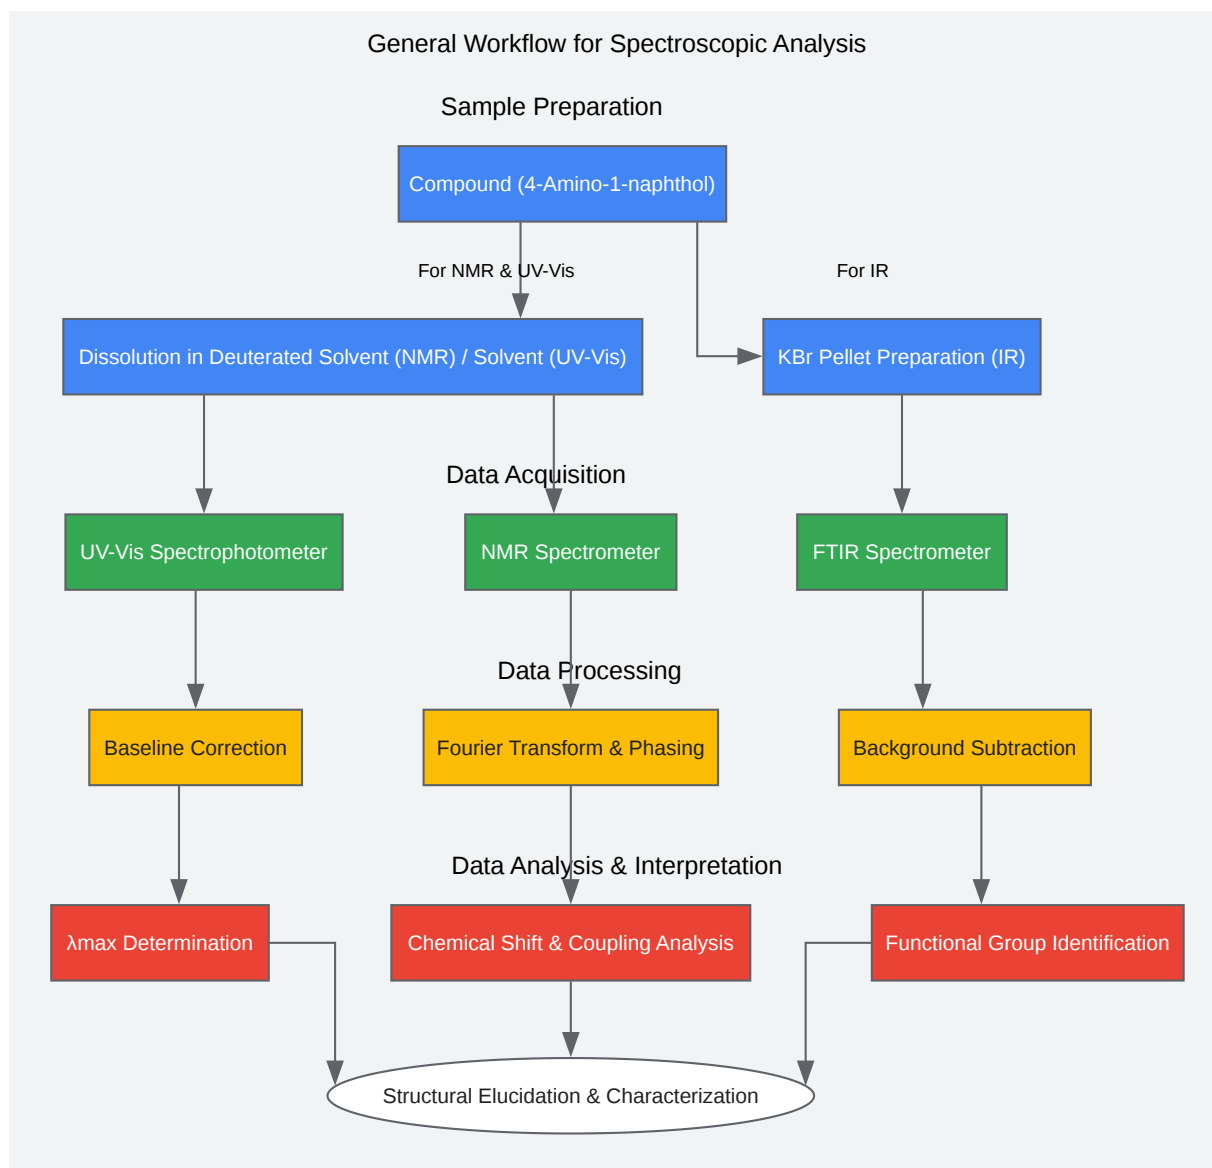 General Workflow for Spectroscopic Analysis
Sample Preparation
Compound (4-Amino-1-naphthol)
For NMR & UV-Vis
For IR
Dissolution in Deuterated Solvent (NMR) / Solvent (UV-Vis)
KBr Pellet Preparation (IR)
Data Acquisition
UV-Vis Spectrophotometer
NMR Spectrometer
FTIR Spectrometer
Data Processing
Baseline Correction
Fourier Transform & Phasing
Background Subtraction
Data Analysis & Interpretation
λmax Determination
Chemical Shift & Coupling Analysis
Functional Group Identification
Structural Elucidation & Characterization